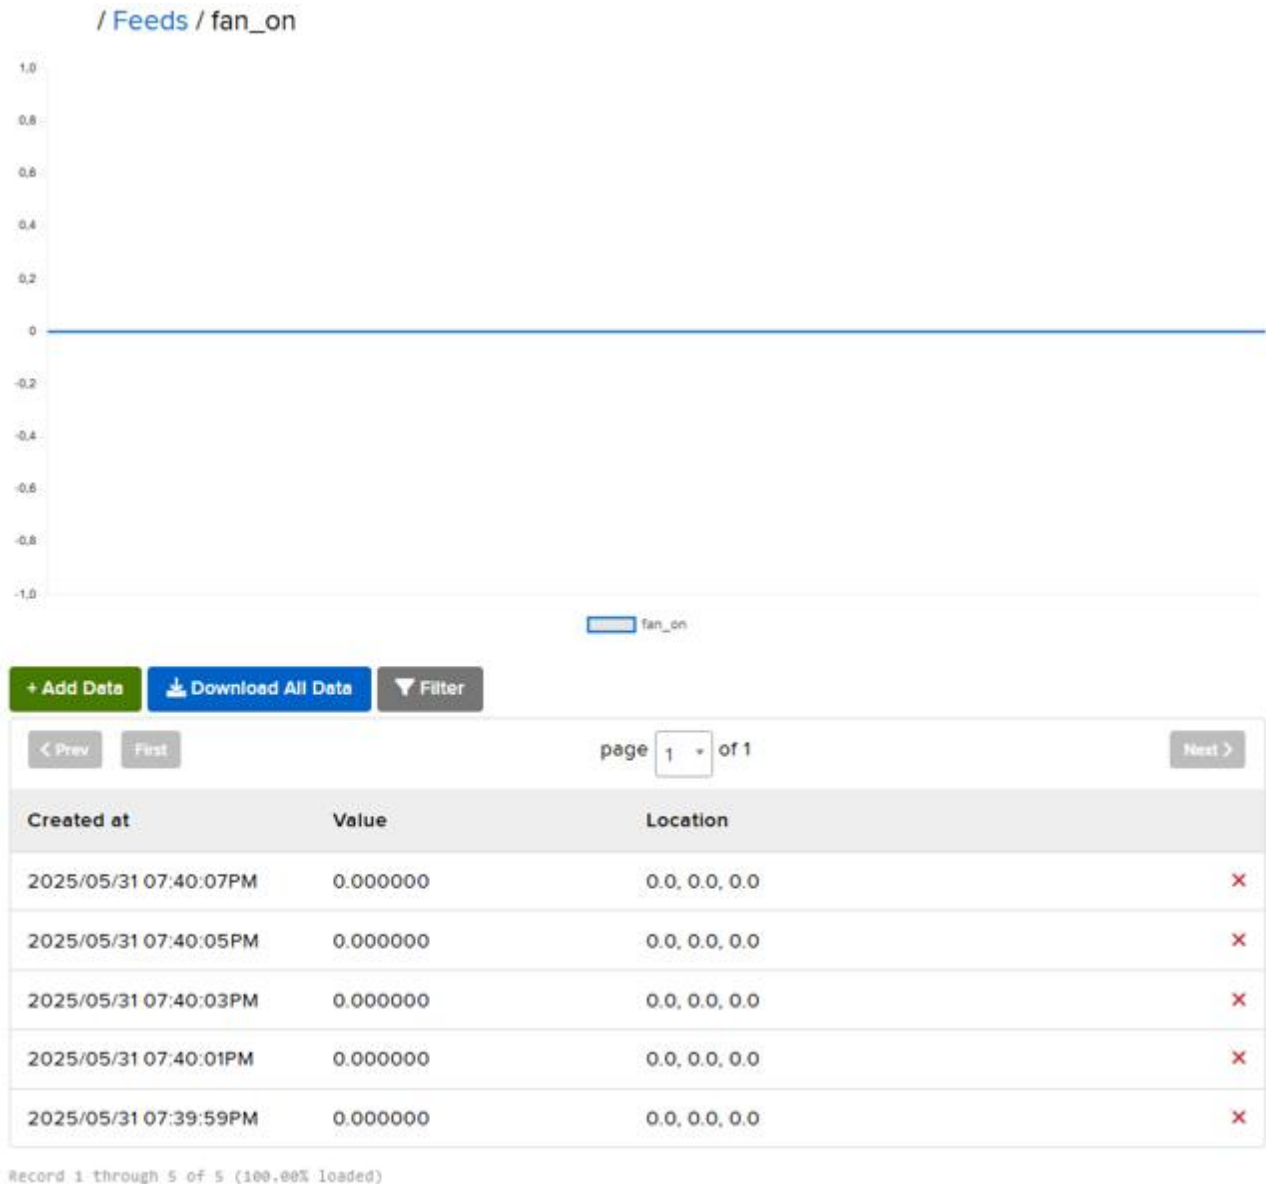 / Feeds / fan_on
1,0
0,8
0,6
0,4
0,2
0
-0,2
-0,4
-0,6
-0,8
-1,0
fan_on
+ Add Data Download All Data Filter
< Prev First page 1 of 1 Next >
Created at Value Location
2025/05/31 07:40:07PM 0.000000 0.0, 0.0, 0.0
2025/05/31 07:40:05PM 0.000000 0.0, 0.0, 0.0
2025/05/31 07:40:03PM 0.000000 0.0, 0.0, 0.0
2025/05/31 07:40:01PM 0.000000 0.0, 0.0, 0.0
2025/05/31 07:39:59PM 0.000000 0.0, 0.0, 0.0
Record 1 through 5 of 5 (100.00% loaded)